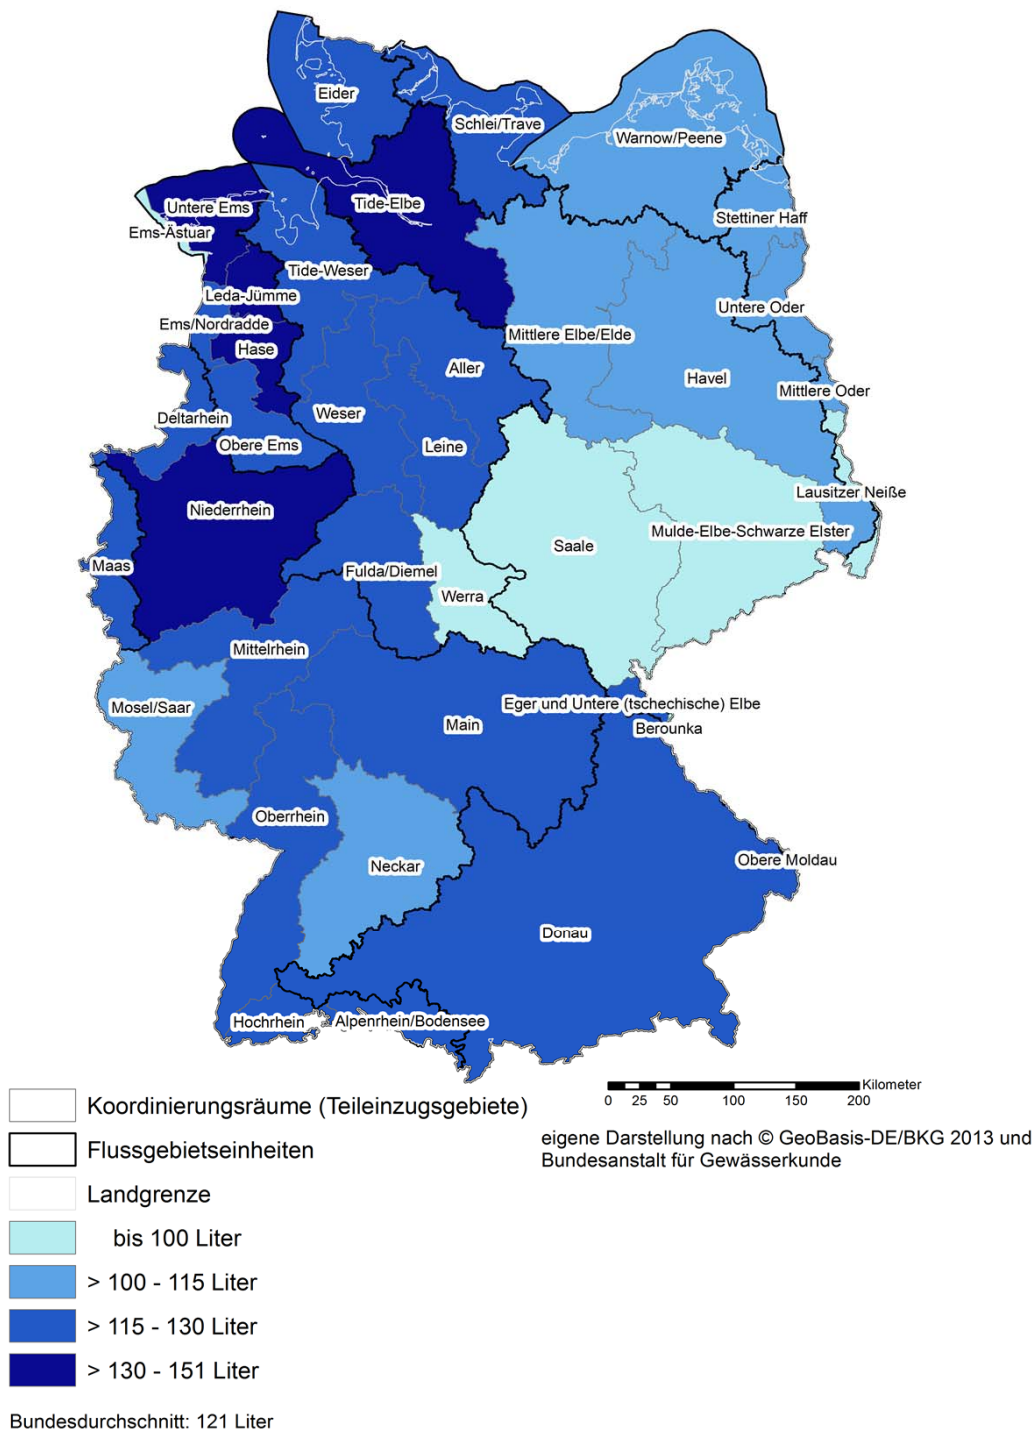 Eider
Schlei/Trave
Warnow/Peene
Tide-Elbe
Untere Ems
Stettiner Haff
Ems-Ästuar
Tide-Weser
Leda-Jümme
Untere Oder
Ems/Nordradde
Mittlere Elbe/Elde
Hase
Aller
Havel
Mittlere Oder
Deltarhein
Weser
Obere Ems
Leine
Lausitzer Neiße
Niederrhein
Mulde-Elbe-Schwarze Elster
Saale
Maas
Fulda/Diemel
Werra
Mittelrhein
Mosel/Saar
Eger und Untere (tschechische) Elbe
Main
Berounka
Oberrhein
Obere Moldau
Neckar
Donau
Hochrhein
Alpenrhein/Bodensee
Kilometer
0 25 50 100 150 200
Koordinierungsräume (Teileinzugsgebiete)
Flussgebietseinheiten
Landgrenze
bis 100 Liter
> 100 - 115 Liter
> 115 - 130 Liter
> 130 - 151 Liter
eigene Darstellung nach © GeoBasis-DE/BKG 2013 und
Bundesanstalt für Gewässerkunde
Bundesdurchschnitt: 121 Liter